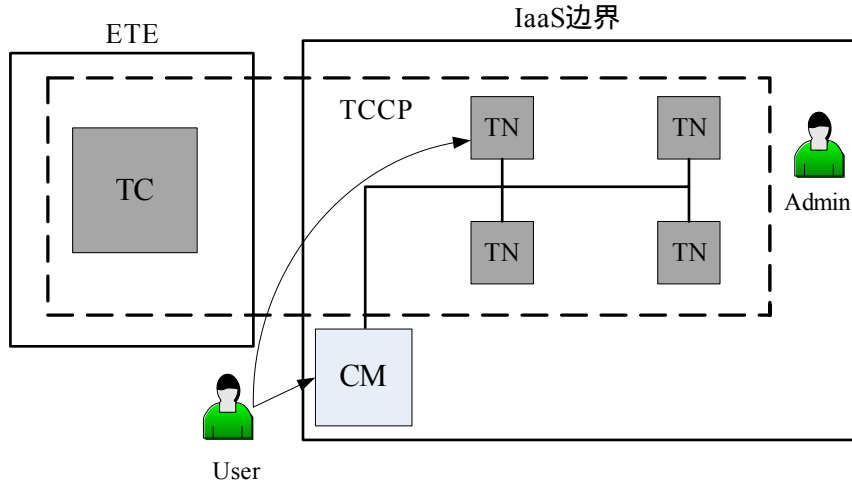 ETE
IaaS边界
TCCP
TN
TN
TC
Admin
TN
TN
CM
User